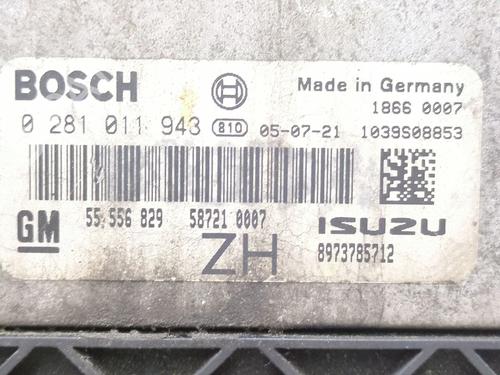 BOSCH
Made in Germany
1866 0007
0 281 011 943 810 05-07-21 1039S08853
GM
55 556 829 58721 0007
ISUZU
ZH
8973785712